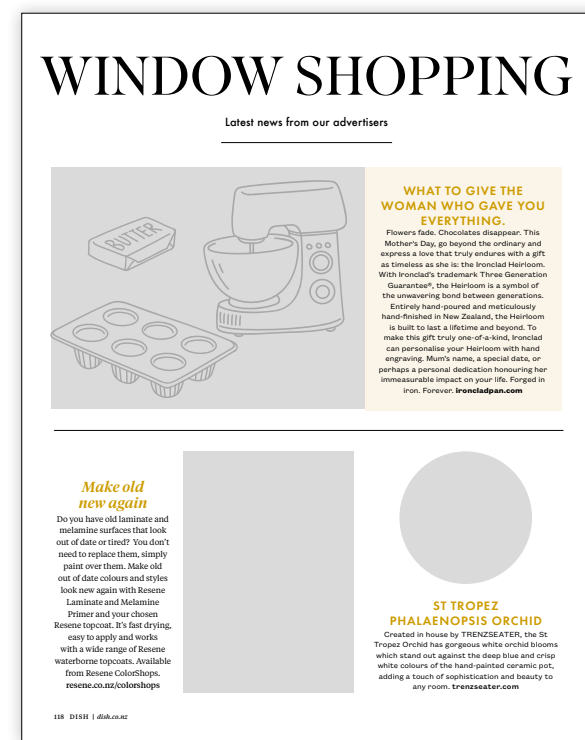 WINDOW SHOPPING
Latest news from our advertisers
BUTTER
WHAT TO GIVE THE
WOMAN WHO GAVE YOU
EVERYTHING.
Flowers fade. Chocolates disappear. This
Mother's Day, go beyond the ordinary and
express a love that truly endures with a gift
as timeless as she is: the Ironclad Heirloom.
With Ironclad's trademark Three Generation
Guarantee®, the Heirloom is a symbol of
the unwavering bond between generations.
Entirely hand-poured and meticulously
hand-finished in New Zealand, the Heirloom
is built to last a lifetime and beyond. To
make this gift truly one-of-a-kind, Ironclad
can personalise your Heirloom with hand
engraving. Mum's name, a special date, or
perhaps a personal dedication honouring her
immeasurable impact on your life. Forged in
iron. Forever. ironcladpan.com
Make old
new again
Do you have old laminate and
melamine surfaces that look
out of date or tired? You don't
need to replace them, simply
paint over them. Make old
out of date colours and styles
look new again with Resene
Laminate and Melamine
Primer and your chosen
Resene topcoat. It's fast drying,
easy to apply and works
with a wide range of Resene
waterborne topcoats. Available
from Resene ColorShops.
resene.co.nz/colorshops
ST TROPEZ
PHALAENOPSIS ORCHID
Created in house by TRENZSEATER, the St
Tropez Orchid has gorgeous white orchid blooms
which stand out against the deep blue and crisp
white colours of the hand-painted ceramic pot,
adding a touch of sophistication and beauty to
any room. trenzseater.com
118 DISH | dish.co.nz